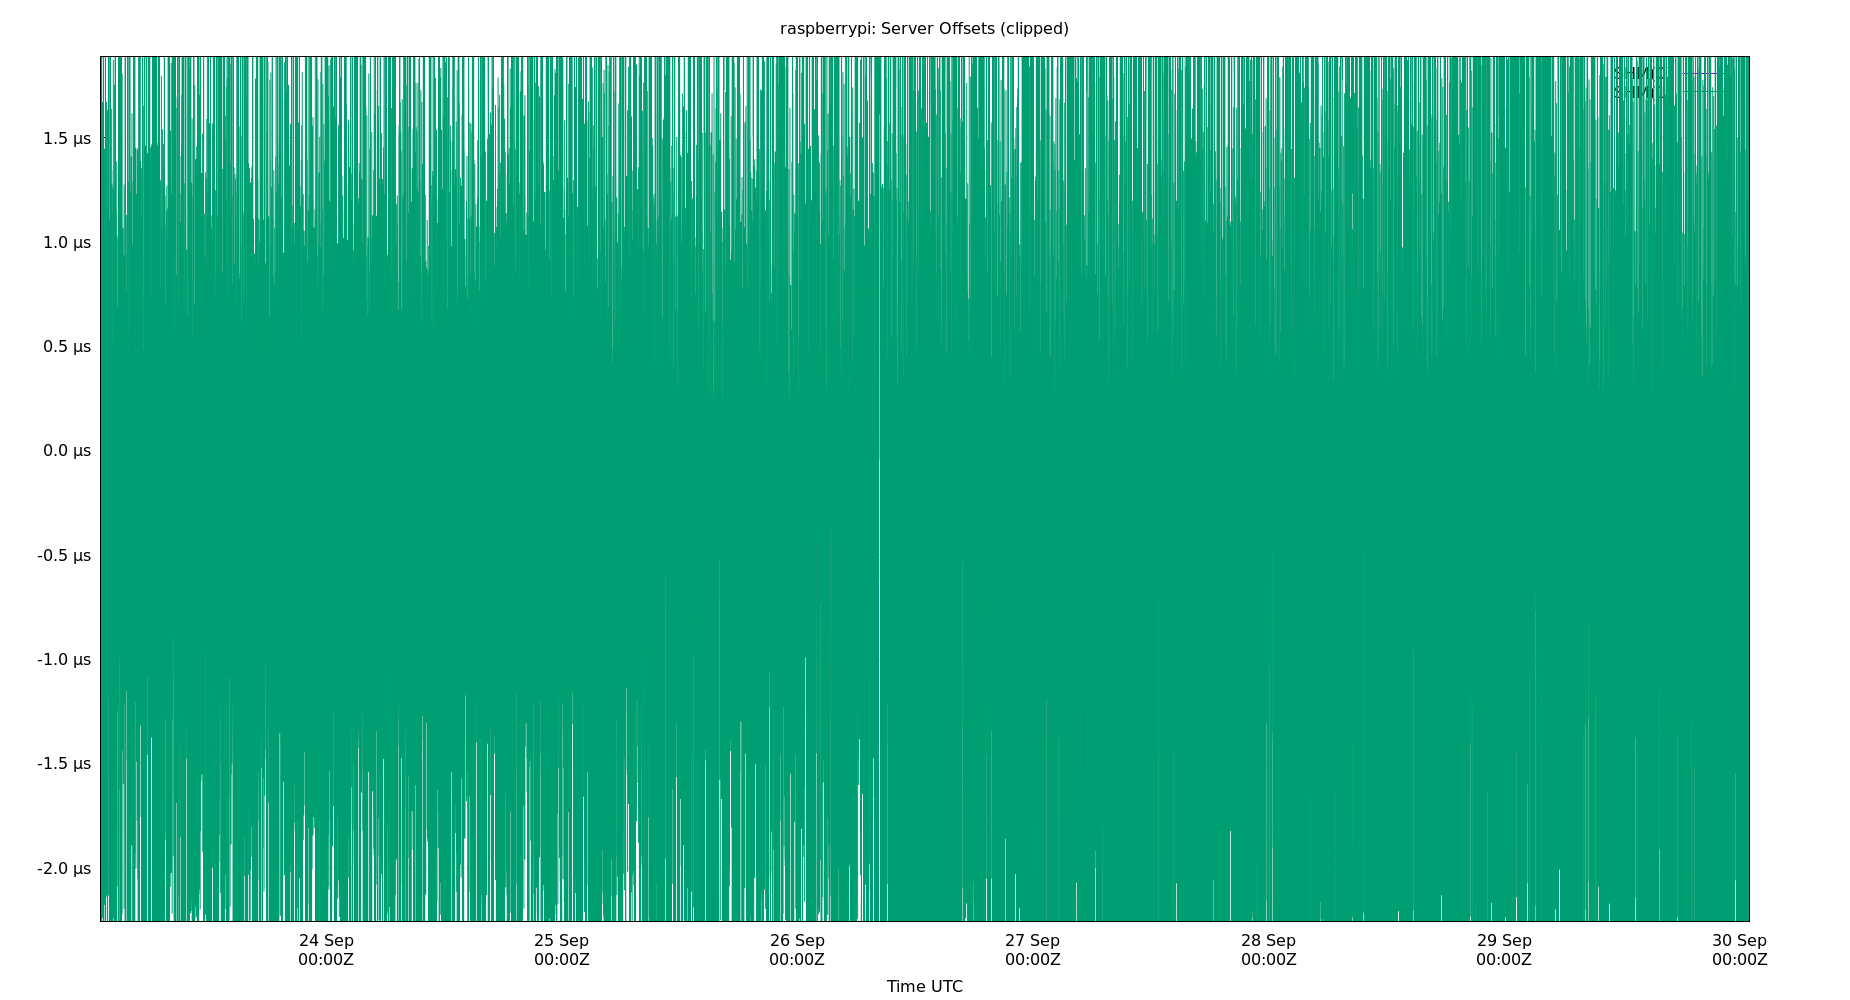 raspberrypi: Server Offsets (clipped)
1.5 µs
1.0 µs
0.5 µs
0.0 µs
-0.5 µs
-1.0 µs
-1.5 µs
-2.0 µs
24 Sep
00:00Z
25 Sep
00:00Z
26 Sep
00:00Z
27 Sep
00:00Z
28 Sep
00:00Z
29 Sep
00:00Z
30 Sep
00:00Z
Time UTC